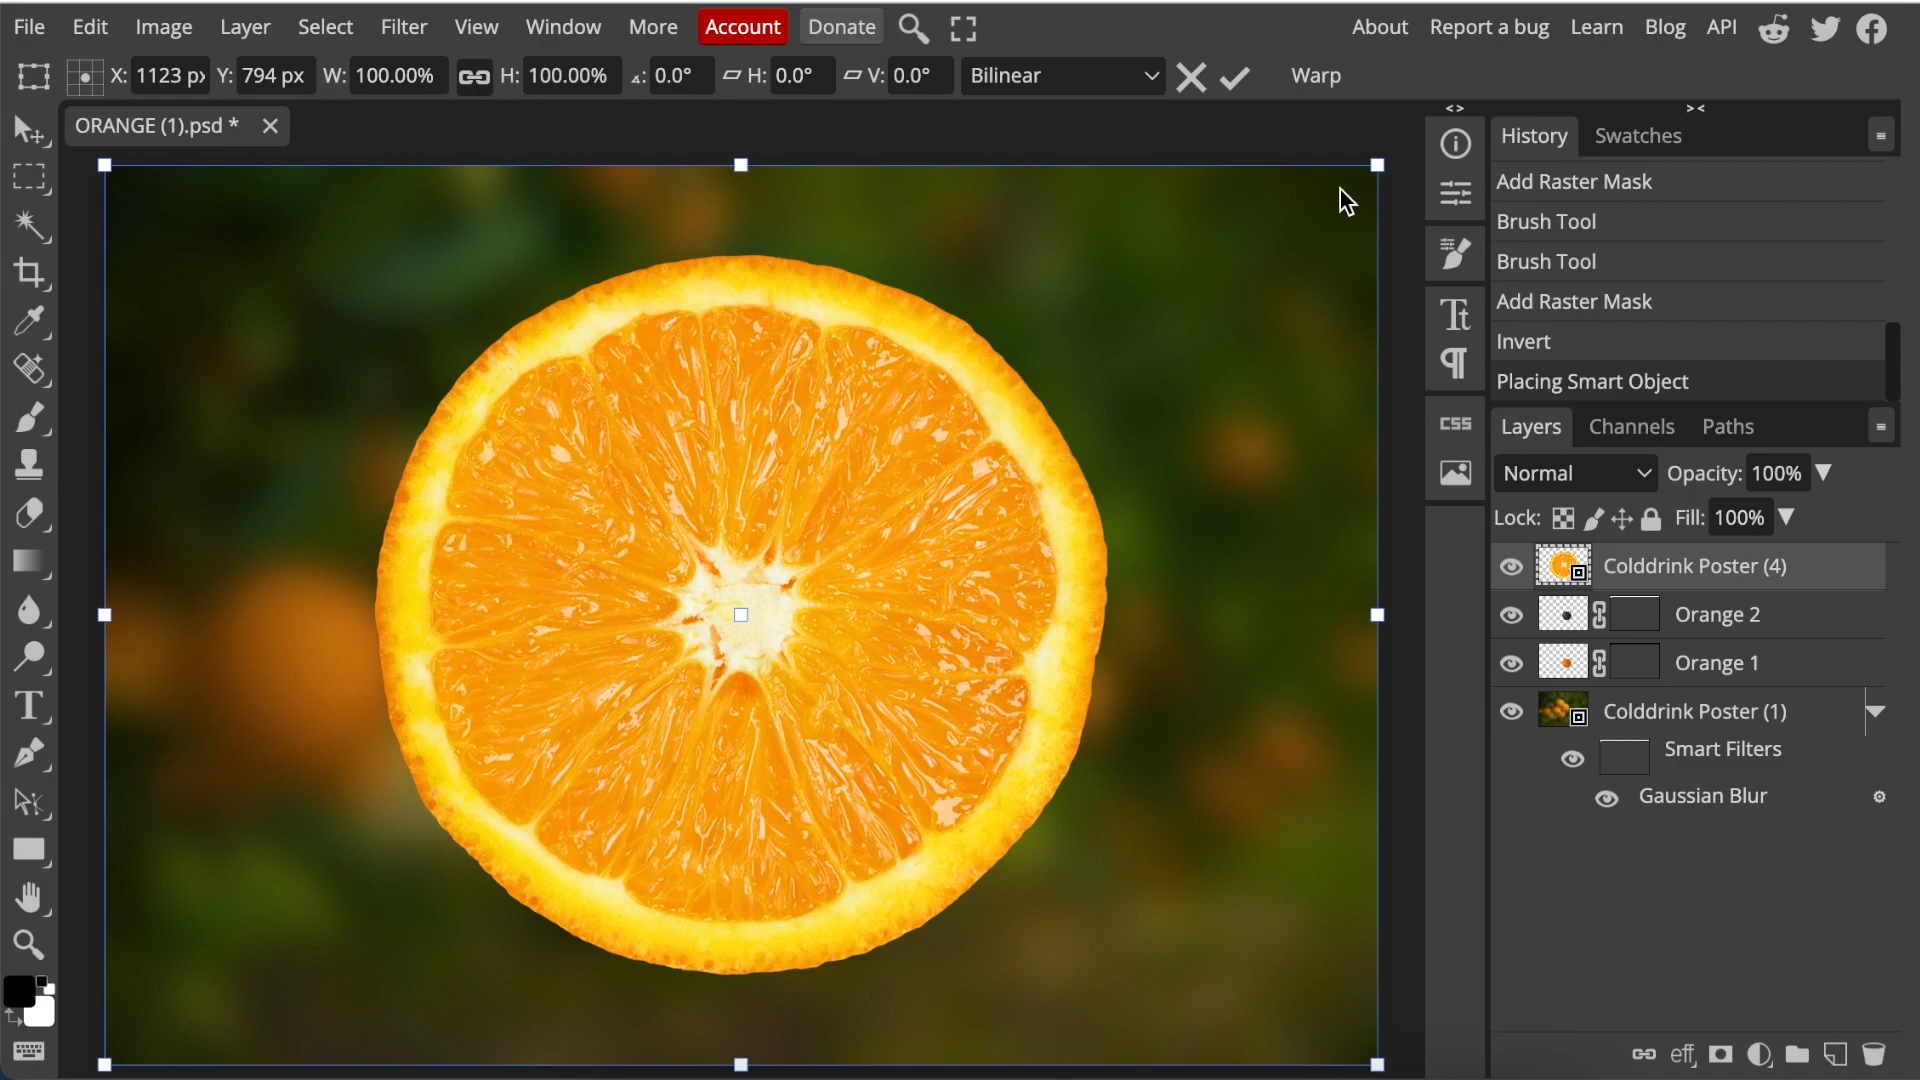 File Edit Image Layer Select Filter View Window More Account Donate About Report a bug Learn Blog API
X: 1123 px Y: 794 px W: 100.00% H: 100.00% 0.0° H: 0.0° V: 0.0° Bilinear Warp
ORANGE (1).psd *
< > > <
History Swatches
Add Raster Mask
Brush Tool
Brush Tool
Add Raster Mask
Invert
Placing Smart Object
CSS
Layers Channels Paths
Normal Opacity: 100%
Lock: Fill: 100%
Colddrink Poster (4)
Orange 2
Orange 1
Colddrink Poster (1)
Smart Filters
Gaussian Blur
eff